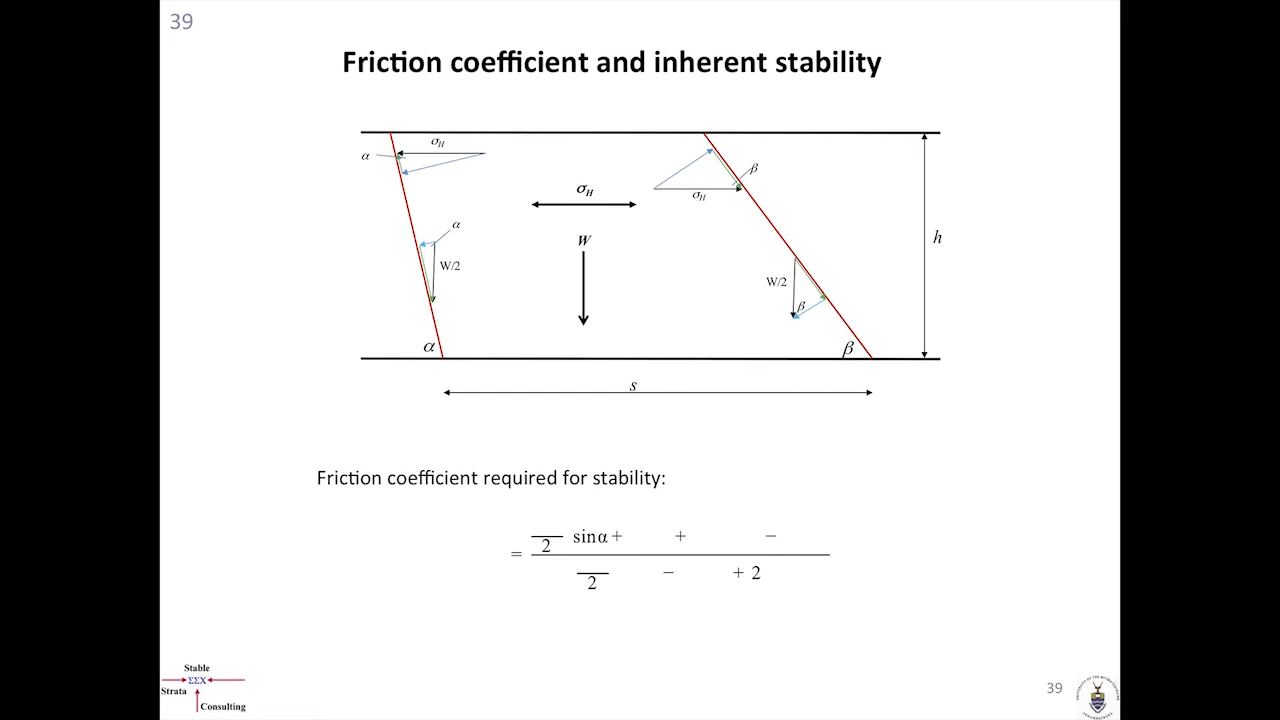 39
Friction coefficient and inherent stability
σH
α
β
σH
σH
α
W
h
W/2
W/2
β
α
β
s
Friction coefficient required for stability:
= 2 sinα + + −
2 − + 2
Stable
ΣΣX
Strata
Consulting
39